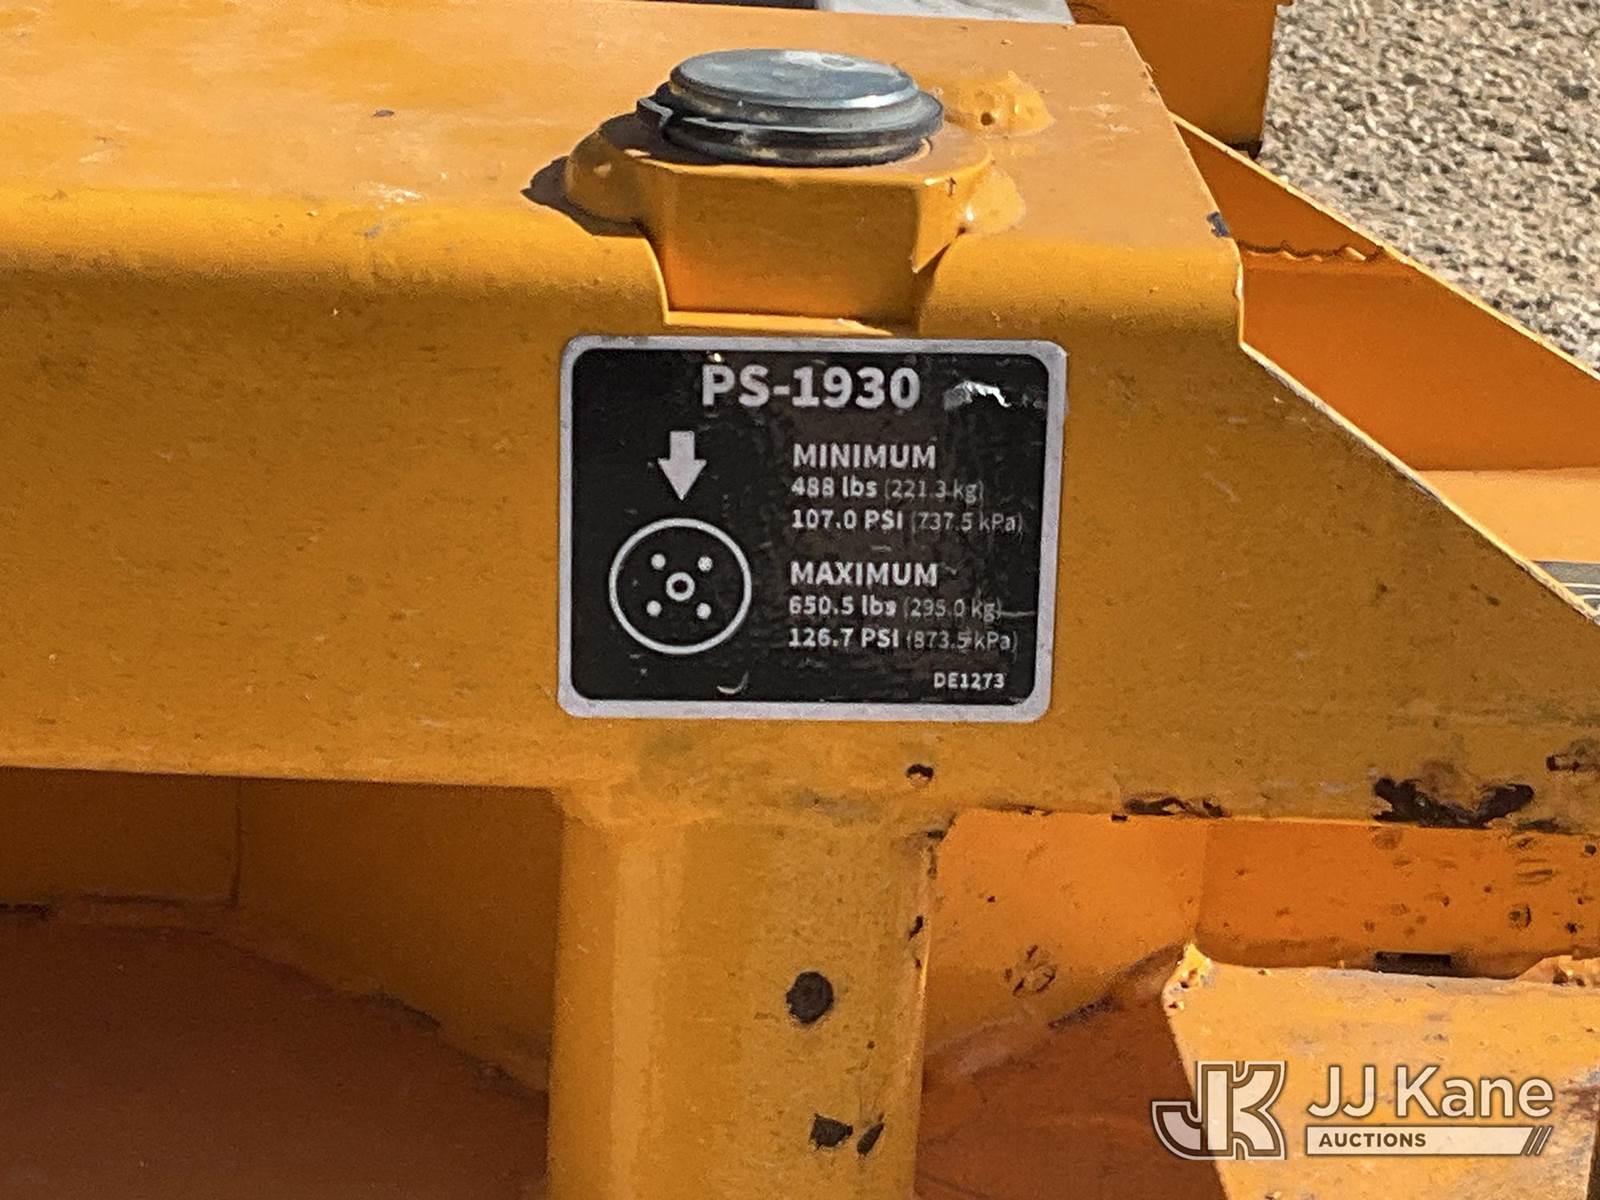 PS-1930
MINIMUM
488 lbs (221.3 kg)
107.0 PSI (737.5 kPa)
MAXIMUM
650.5 lbs (295.0 kg)
126.7 PSI (873.5 kPa)
DE1273
JK JJ Kane
AUCTIONS